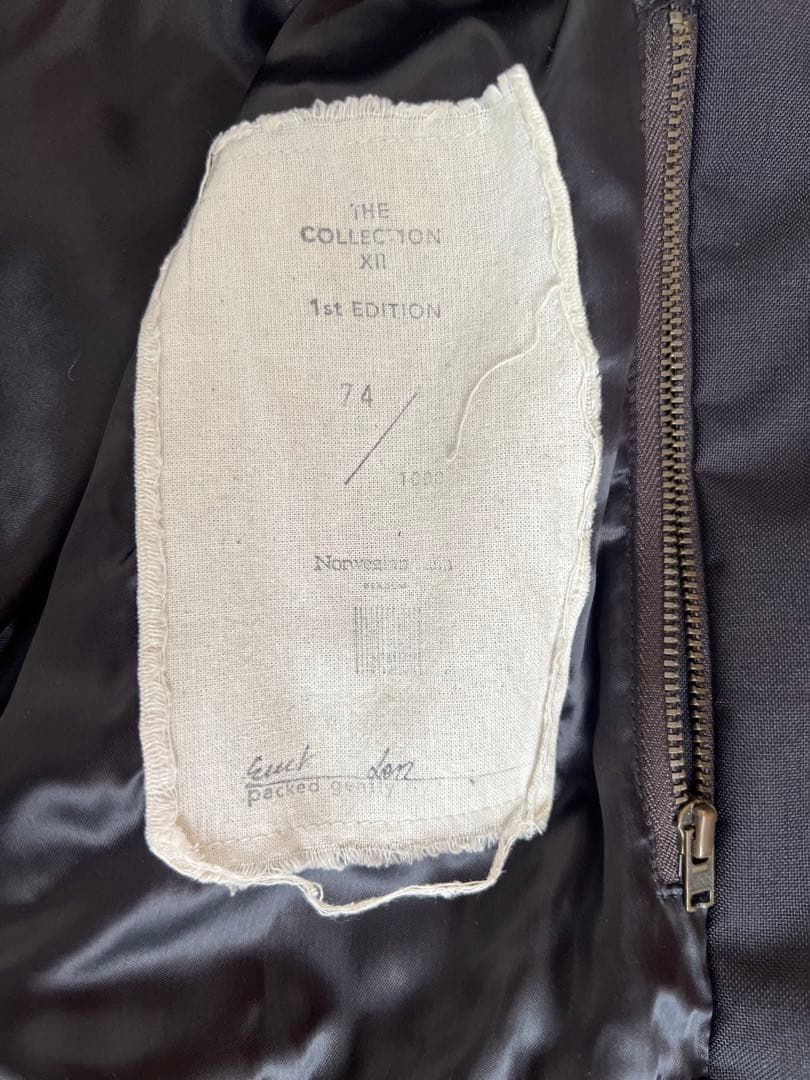 THE
COLLECTION
XII
1st EDITION
74
/
1000
Norwegian
packed gently